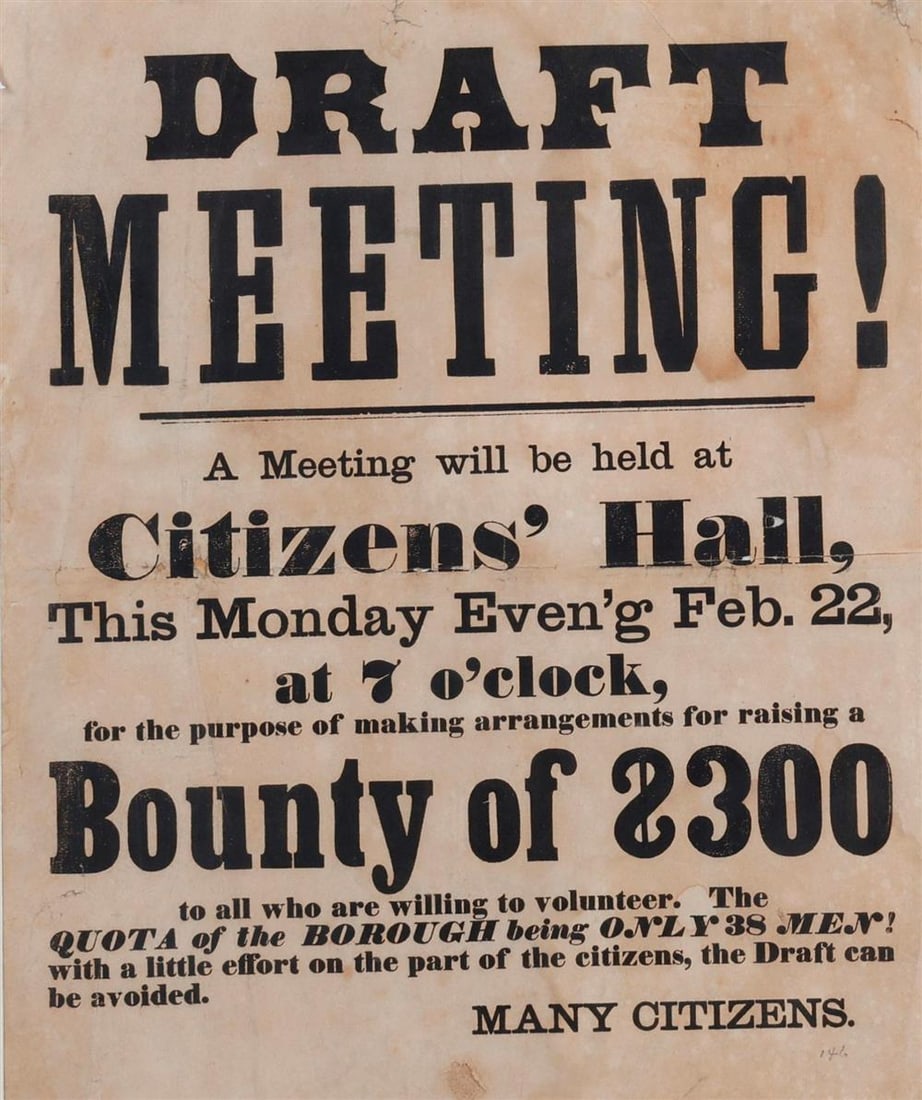 DRAFT
MEETING!
A Meeting will be held at
Citizens' Hall,
This Monday Even'g Feb. 22,
at 7 o'clock,
for the purpose of making arrangements for raising a
Bounty of $300
to all who are willing to volunteer. The
QUOTA of the BOROUGH being ONLY 38 MEN!
with a little effort on the part of the citizens, the Draft can
be avoided.
MANY CITIZENS.